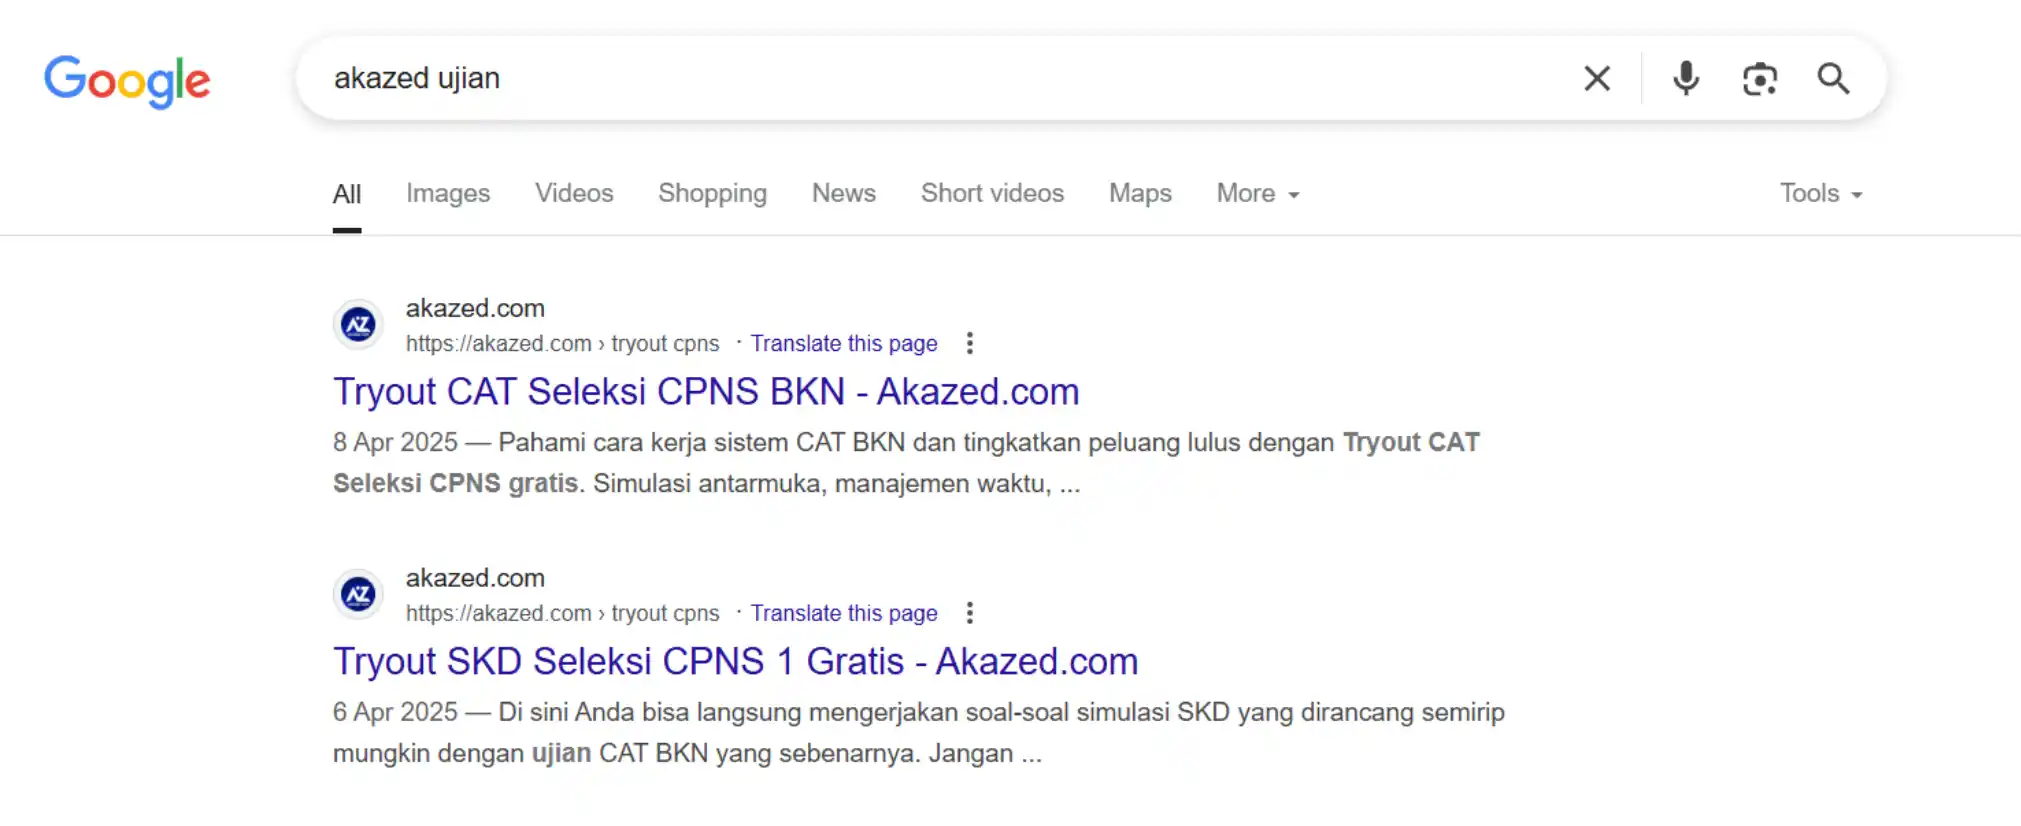 Google
akazed ujian
All Images Videos Shopping News Short videos Maps More Tools
AZ
akazed.com
https://akazed.com › tryout cpns · Translate this page
Tryout CAT Seleksi CPNS BKN - Akazed.com
8 Apr 2025 — Pahami cara kerja sistem CAT BKN dan tingkatkan peluang lulus dengan Tryout CAT
Seleksi CPNS gratis. Simulasi antarmuka, manajemen waktu, ...
AZ
akazed.com
https://akazed.com › tryout cpns · Translate this page
Tryout SKD Seleksi CPNS 1 Gratis - Akazed.com
6 Apr 2025 — Di sini Anda bisa langsung mengerjakan soal-soal simulasi SKD yang dirancang semirip
mungkin dengan ujian CAT BKN yang sebenarnya. Jangan ...